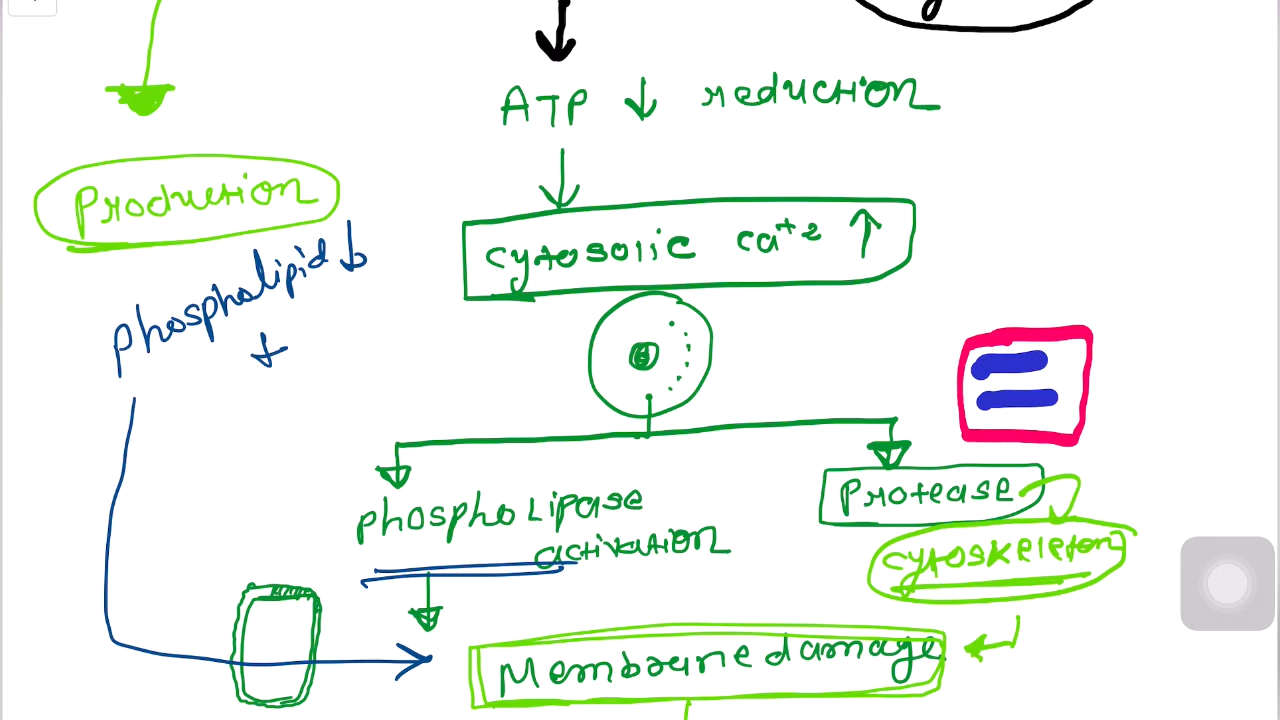 ATP ↓ reduction
Production
cytosolic ca⁺² ↑
phospholipid ↓
+
Protease
phospholipase
activation
cytoskeleton
Membrane damage